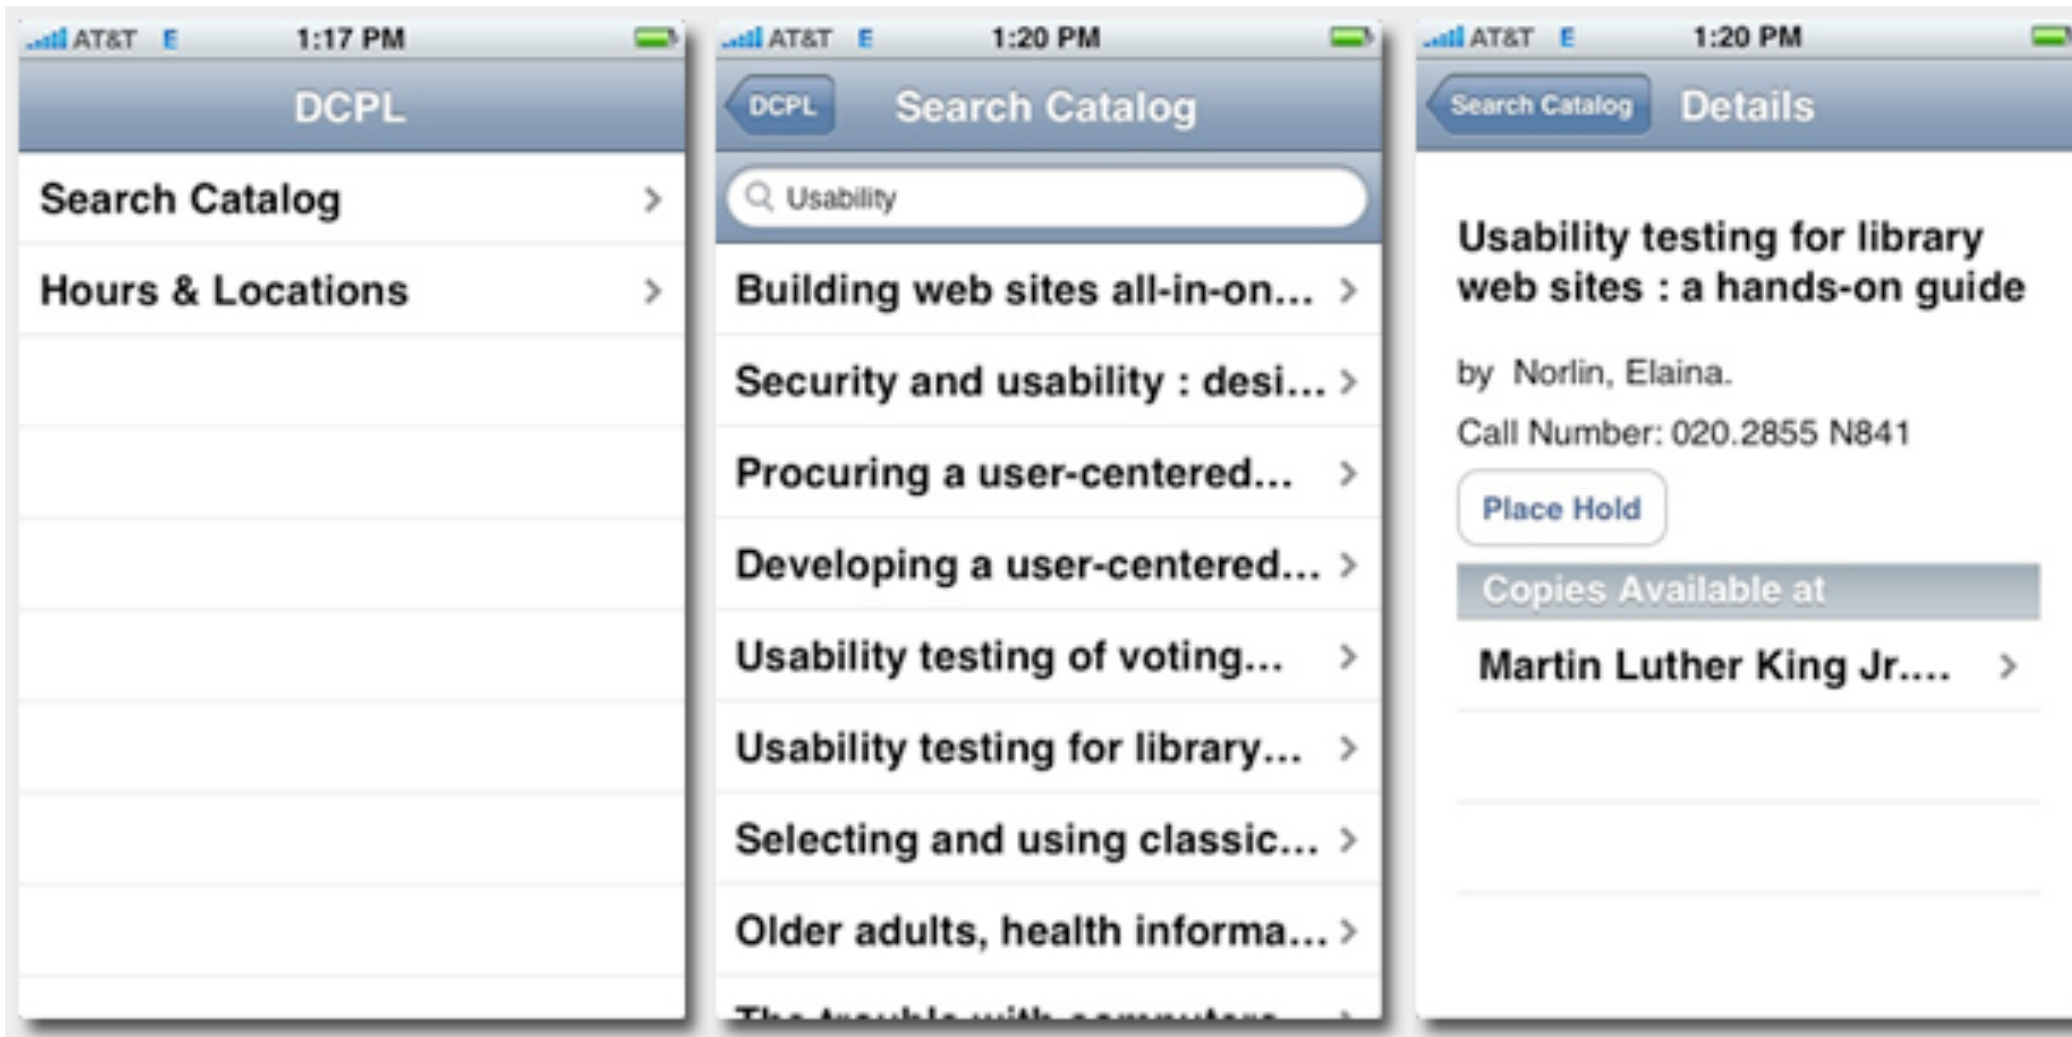 AT&T E 1:17 PM
DCPL
Search Catalog
Hours & Locations
AT&T E 1:20 PM
DCPL Search Catalog
Usability
Building web sites all-in-on...
Security and usability : desi...
Procuring a user-centered...
Developing a user-centered...
Usability testing of voting...
Usability testing for library...
Selecting and using classic...
Older adults, health informa...
The trouble with computers
AT&T E 1:20 PM
Search Catalog Details
Usability testing for library
web sites : a hands-on guide
by Norlin, Elaina.
Call Number: 020.2855 N841
Place Hold
Copies Available at
Martin Luther King Jr....